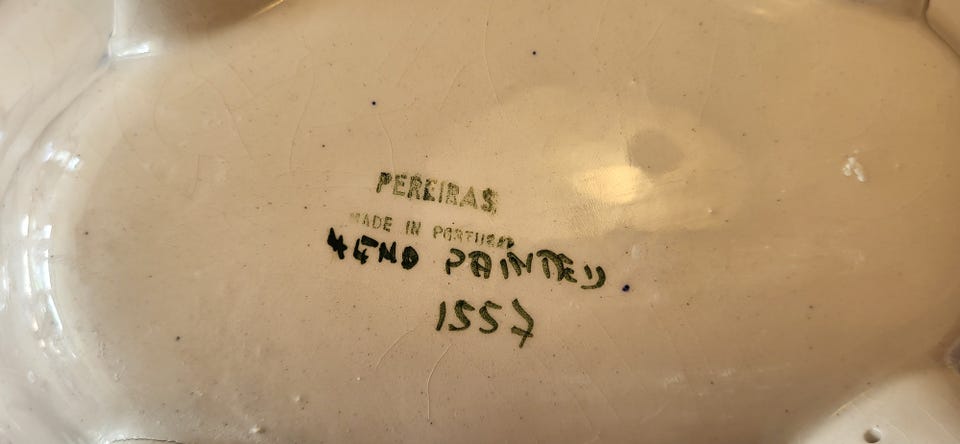 PEREIRAS
MADE IN PORTUGAL
HAND PAINTED
1557